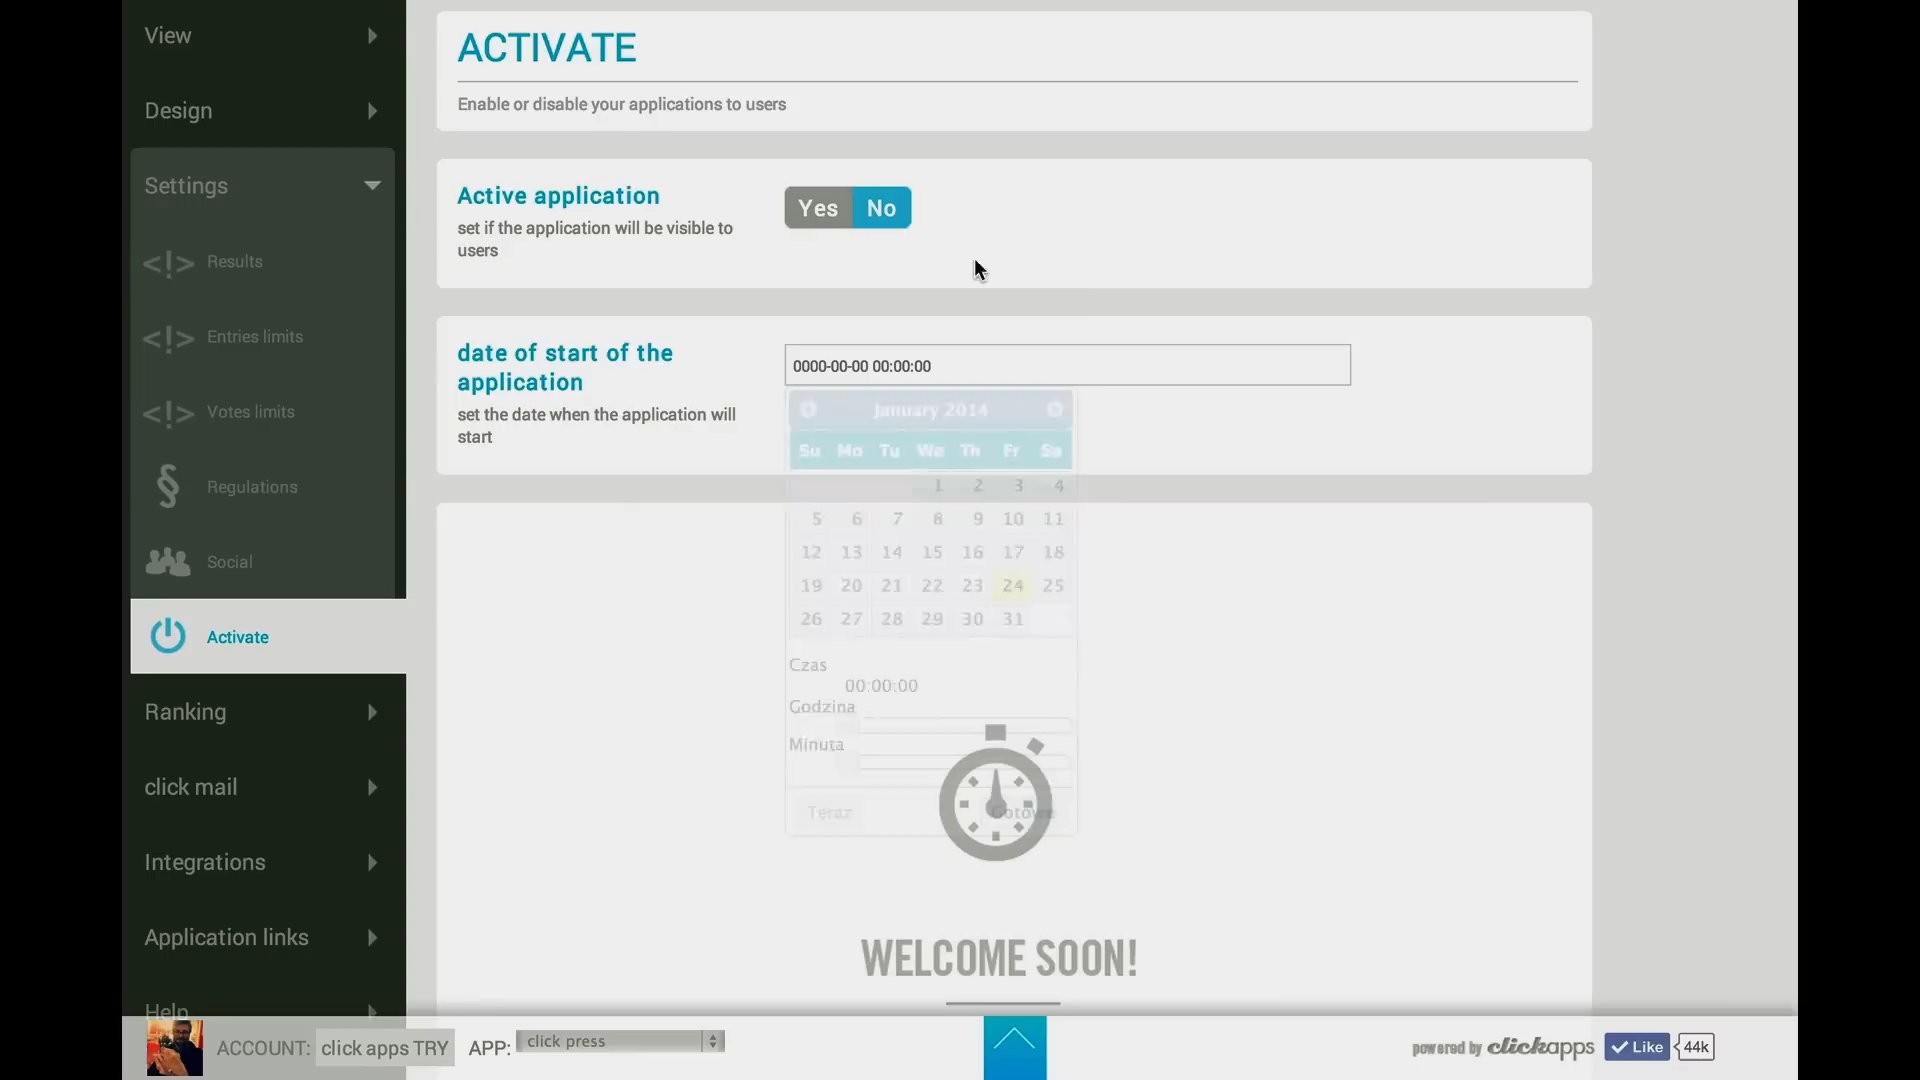 View
Design
Settings
<!> Results
<!> Entries limits
<!> Votes limits
§ Regulations
Social
Activate
Ranking
click mail
Integrations
Application links
Help
ACTIVATE
Enable or disable your applications to users
Active application
set if the application will be visible to
users
Yes No
date of start of the
application
set the date when the application will
start
0000-00-00 00:00:00
January 2014
Su Mo Tu We Th Fr Sa
1 2 3 4
5 6 7 8 9 10 11
12 13 14 15 16 17 18
19 20 21 22 23 24 25
26 27 28 29 30 31
Czas
00:00:00
Godzina
Minuta
Teraz Gotowe
WELCOME SOON!
ACCOUNT: click apps TRY APP: click press
powered by clickapps Like 44k